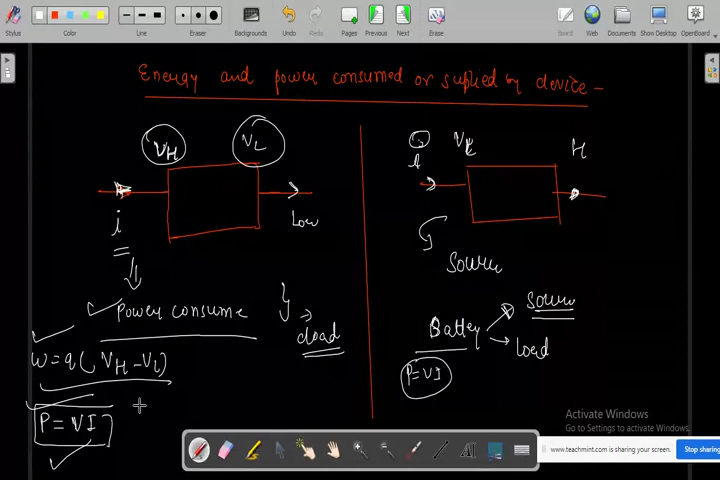 Stylus
Color
Line
Eraser
Backgrounds
Undo
Redo
Pages
Previous
Next
Erase
Board
Web
Documents
Show Desktop
OpenBoard
Energy and power consumed or suplied by device -
VH
VL
i
Low
Q
H
Power consume
load
w = q( VH - VL)
P = VI
Source
Battey
Source
load
P = VI
Activate Windows
Go to Settings to activate Windows.
www.teachmint.com is sharing your screen.
Stop sharing